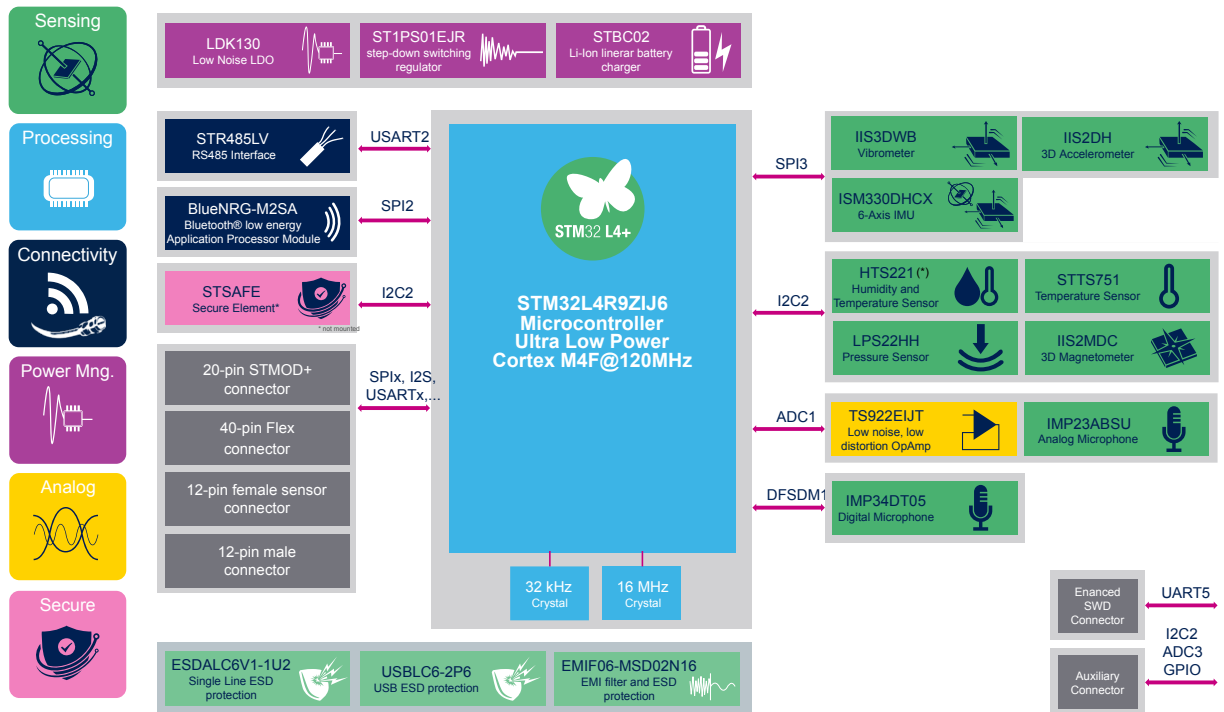 Sensing
Processing
Connectivity
Power Mng.
Analog
Secure
LDK130
Low Noise LDO
ST1PS01EJR
step-down switching
regulator
STBC02
Li-Ion linerar battery
charger
STR485LV
RS485 Interface
USART2
BlueNRG-M2SA
Bluetooth® low energy
Application Processor Module
SPI2
STSAFE
Secure Element*
* not mounted
I2C2
20-pin STMOD+
connector
40-pin Flex
connector
12-pin female sensor
connector
12-pin male
connector
SPIx, I2S,
USARTx,...
STM32 L4+
STM32L4R9ZIJ6
Microcontroller
Ultra Low Power
Cortex M4F@120MHz
32 kHz
Crystal
16 MHz
Crystal
SPI3
IIS3DWB
Vibrometer
IIS2DH
3D Accelerometer
ISM330DHCX
6-Axis IMU
I2C2
HTS221 (*)
Humidity and
Temperature Sensor
STTS751
Temperature Sensor
LPS22HH
Pressure Sensor
IIS2MDC
3D Magnetometer
ADC1
TS922EIJT
Low noise, low
distortion OpAmp
IMP23ABSU
Analog Microphone
DFSDM1
IMP34DT05
Digital Microphone
Enanced
SWD
Connector
UART5
Auxiliary
Connector
I2C2
ADC3
GPIO
ESDALC6V1-1U2
Single Line ESD
protection
USBLC6-2P6
USB ESD protection
EMIF06-MSD02N16
EMI filter and ESD
protection